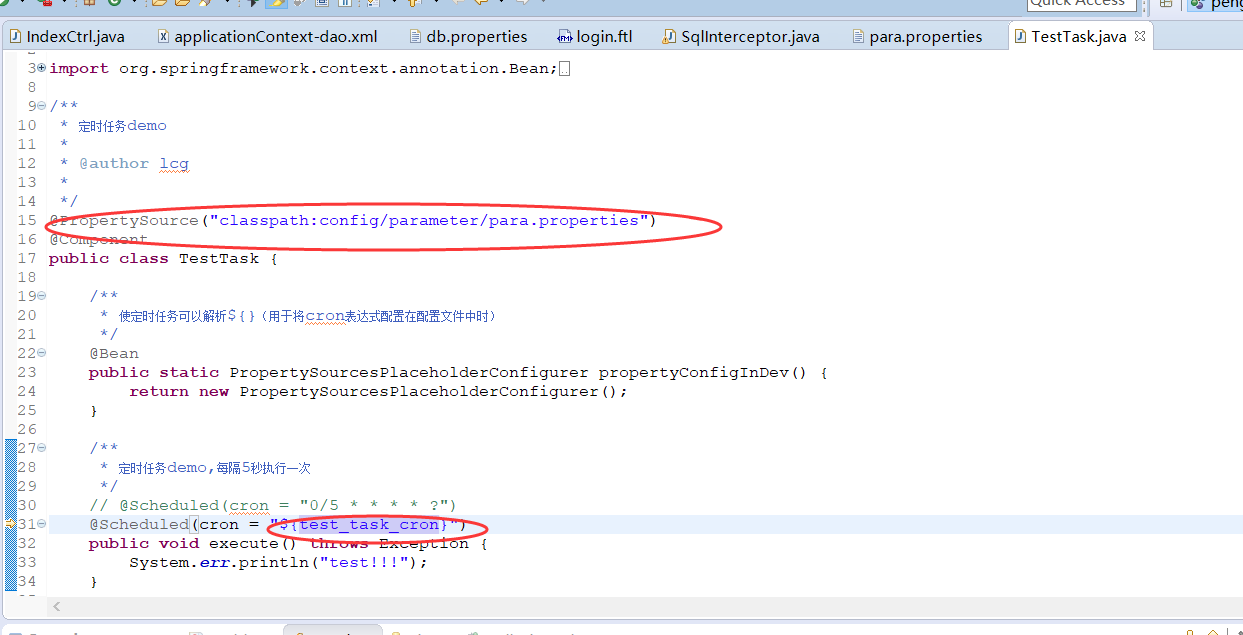 Quick Access
IndexCtrl.java applicationContext-dao.xml db.properties login.ftl SqlInterceptor.java para.properties TestTask.java
3 import org.springframework.context.annotation.Bean;
8
9 /**
10 * 定时任务demo
11 *
12 * @author lcg
13 *
14 */
15 @PropertySource("classpath:config/parameter/para.properties")
16 @Component
17 public class TestTask {
18
19 /**
20 * 使定时任务可以解析${}(用于将cron表达式配置在配置文件中时)
21 */
22 @Bean
23 public static PropertySourcesPlaceholderConfigurer propertyConfigInDev() {
24 return new PropertySourcesPlaceholderConfigurer();
25 }
26
27 /**
28 * 定时任务demo,每隔5秒执行一次
29 */
30 // @Scheduled(cron = "0/5 * * * * ?")
31 @Scheduled(cron = "${test_task_cron}")
32 public void execute() throws Exception {
33 System.err.println("test!!!");
34 }